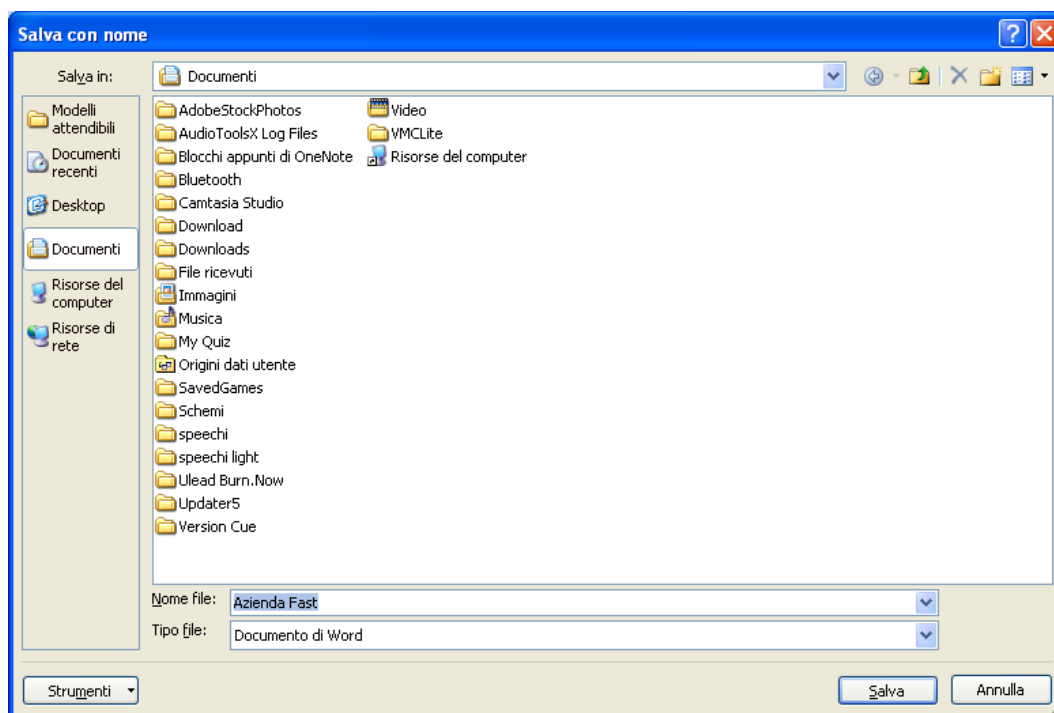 Salva con nome
Salva in:
Documenti
Modelli
attendibili
Documenti
recenti
Desktop
Documenti
Risorse del
computer
Risorse di
rete
AdobeStockPhotos
AudioToolsX Log Files
Blocchi appunti di OneNote
Bluetooth
Camtasia Studio
Download
Downloads
File ricevuti
Immagini
Musica
My Quiz
Origini dati utente
SavedGames
Schemi
speechi
speechi light
Ulead Burn.Now
Updater5
Version Cue
Video
VMCLite
Risorse del computer
Nome file:
Azienda Fast
Tipo file:
Documento di Word
Strumenti
Salva
Annulla